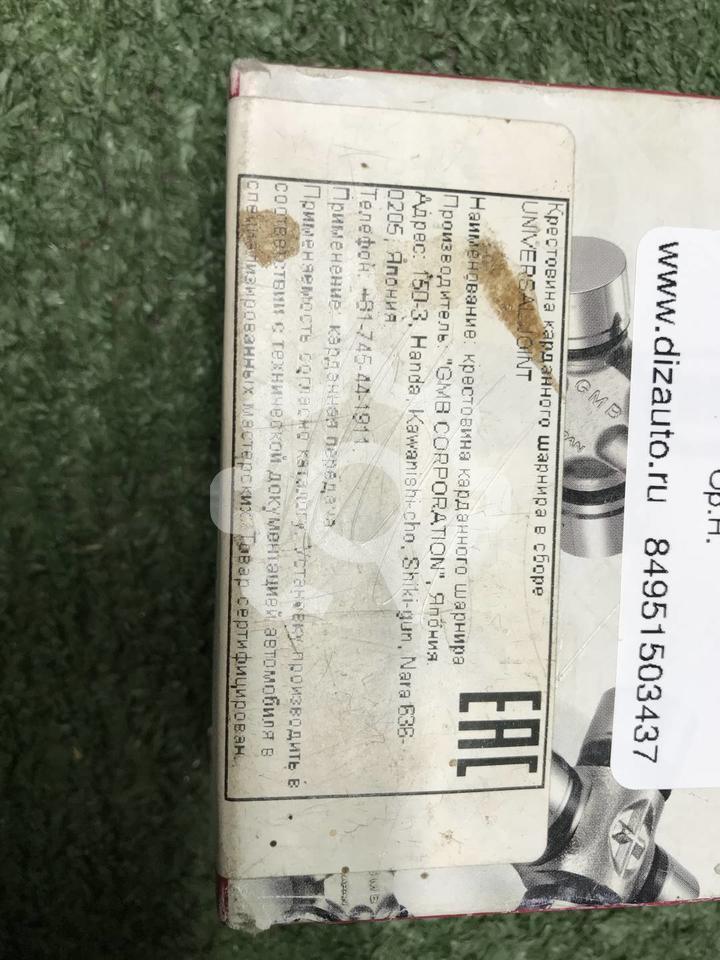 Крестовина карданного шарнира в сборе
UNIVERSAL JOINT
Наименование: крестовина карданного шарнира
Производитель: "GMB CORPORATION", Япония.
Адрес: 150-3, Handa, Kawanishi-cho, Shiki-gun, Nara 636-
0205, Япония
Телефон: +81-745-44-1911
Применение: карданная передача
Применяемость согласно каталогу. Установку производить в
соответствии с технической документацией автомобиля в
специализированных мастерских. Товар сертифицирован.
EAC
www.dizauto.ru 84951503437
Ор.н.
GMB